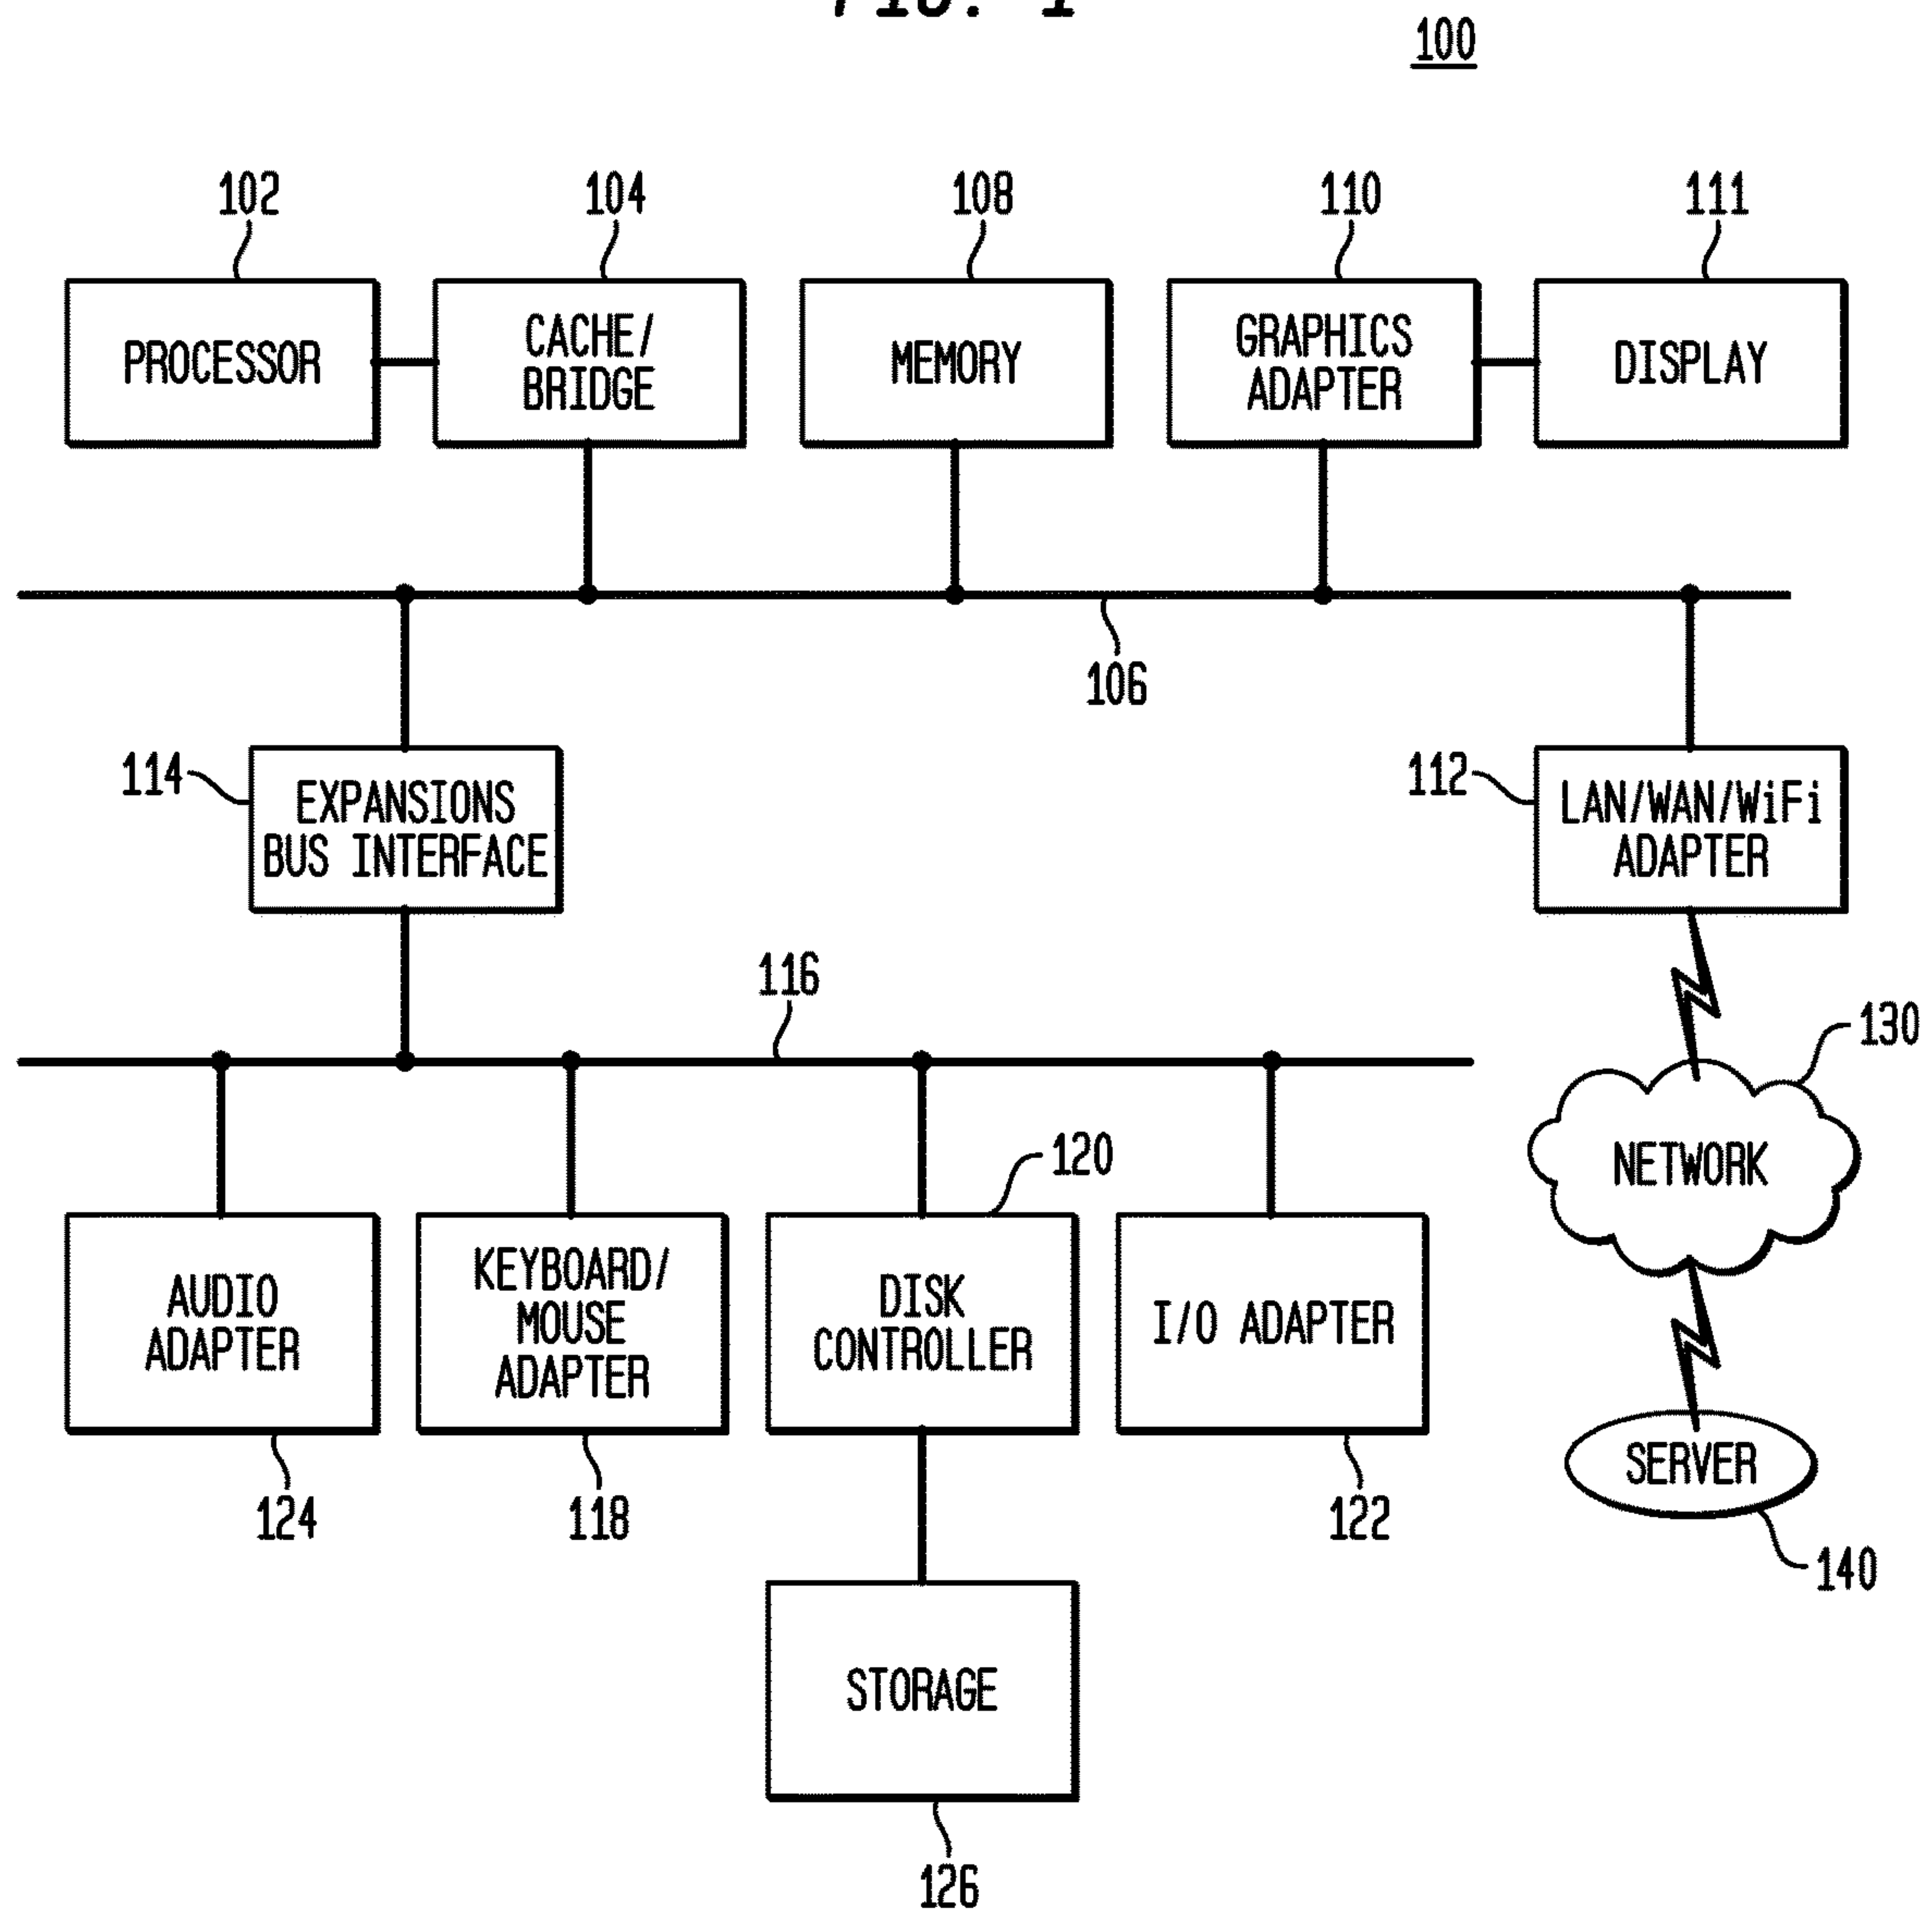 FIG. 1
100
102
104
108
110
111
PROCESSOR
CACHE/
BRIDGE
MEMORY
GRAPHICS
ADAPTER
DISPLAY
106
114
EXPANSIONS
BUS INTERFACE
112
LAN/WAN/WiFi
ADAPTER
116
130
NETWORK
120
AUDIO
ADAPTER
KEYBOARD/
MOUSE
ADAPTER
DISK
CONTROLLER
I/O ADAPTER
SERVER
124
118
122
140
STORAGE
126